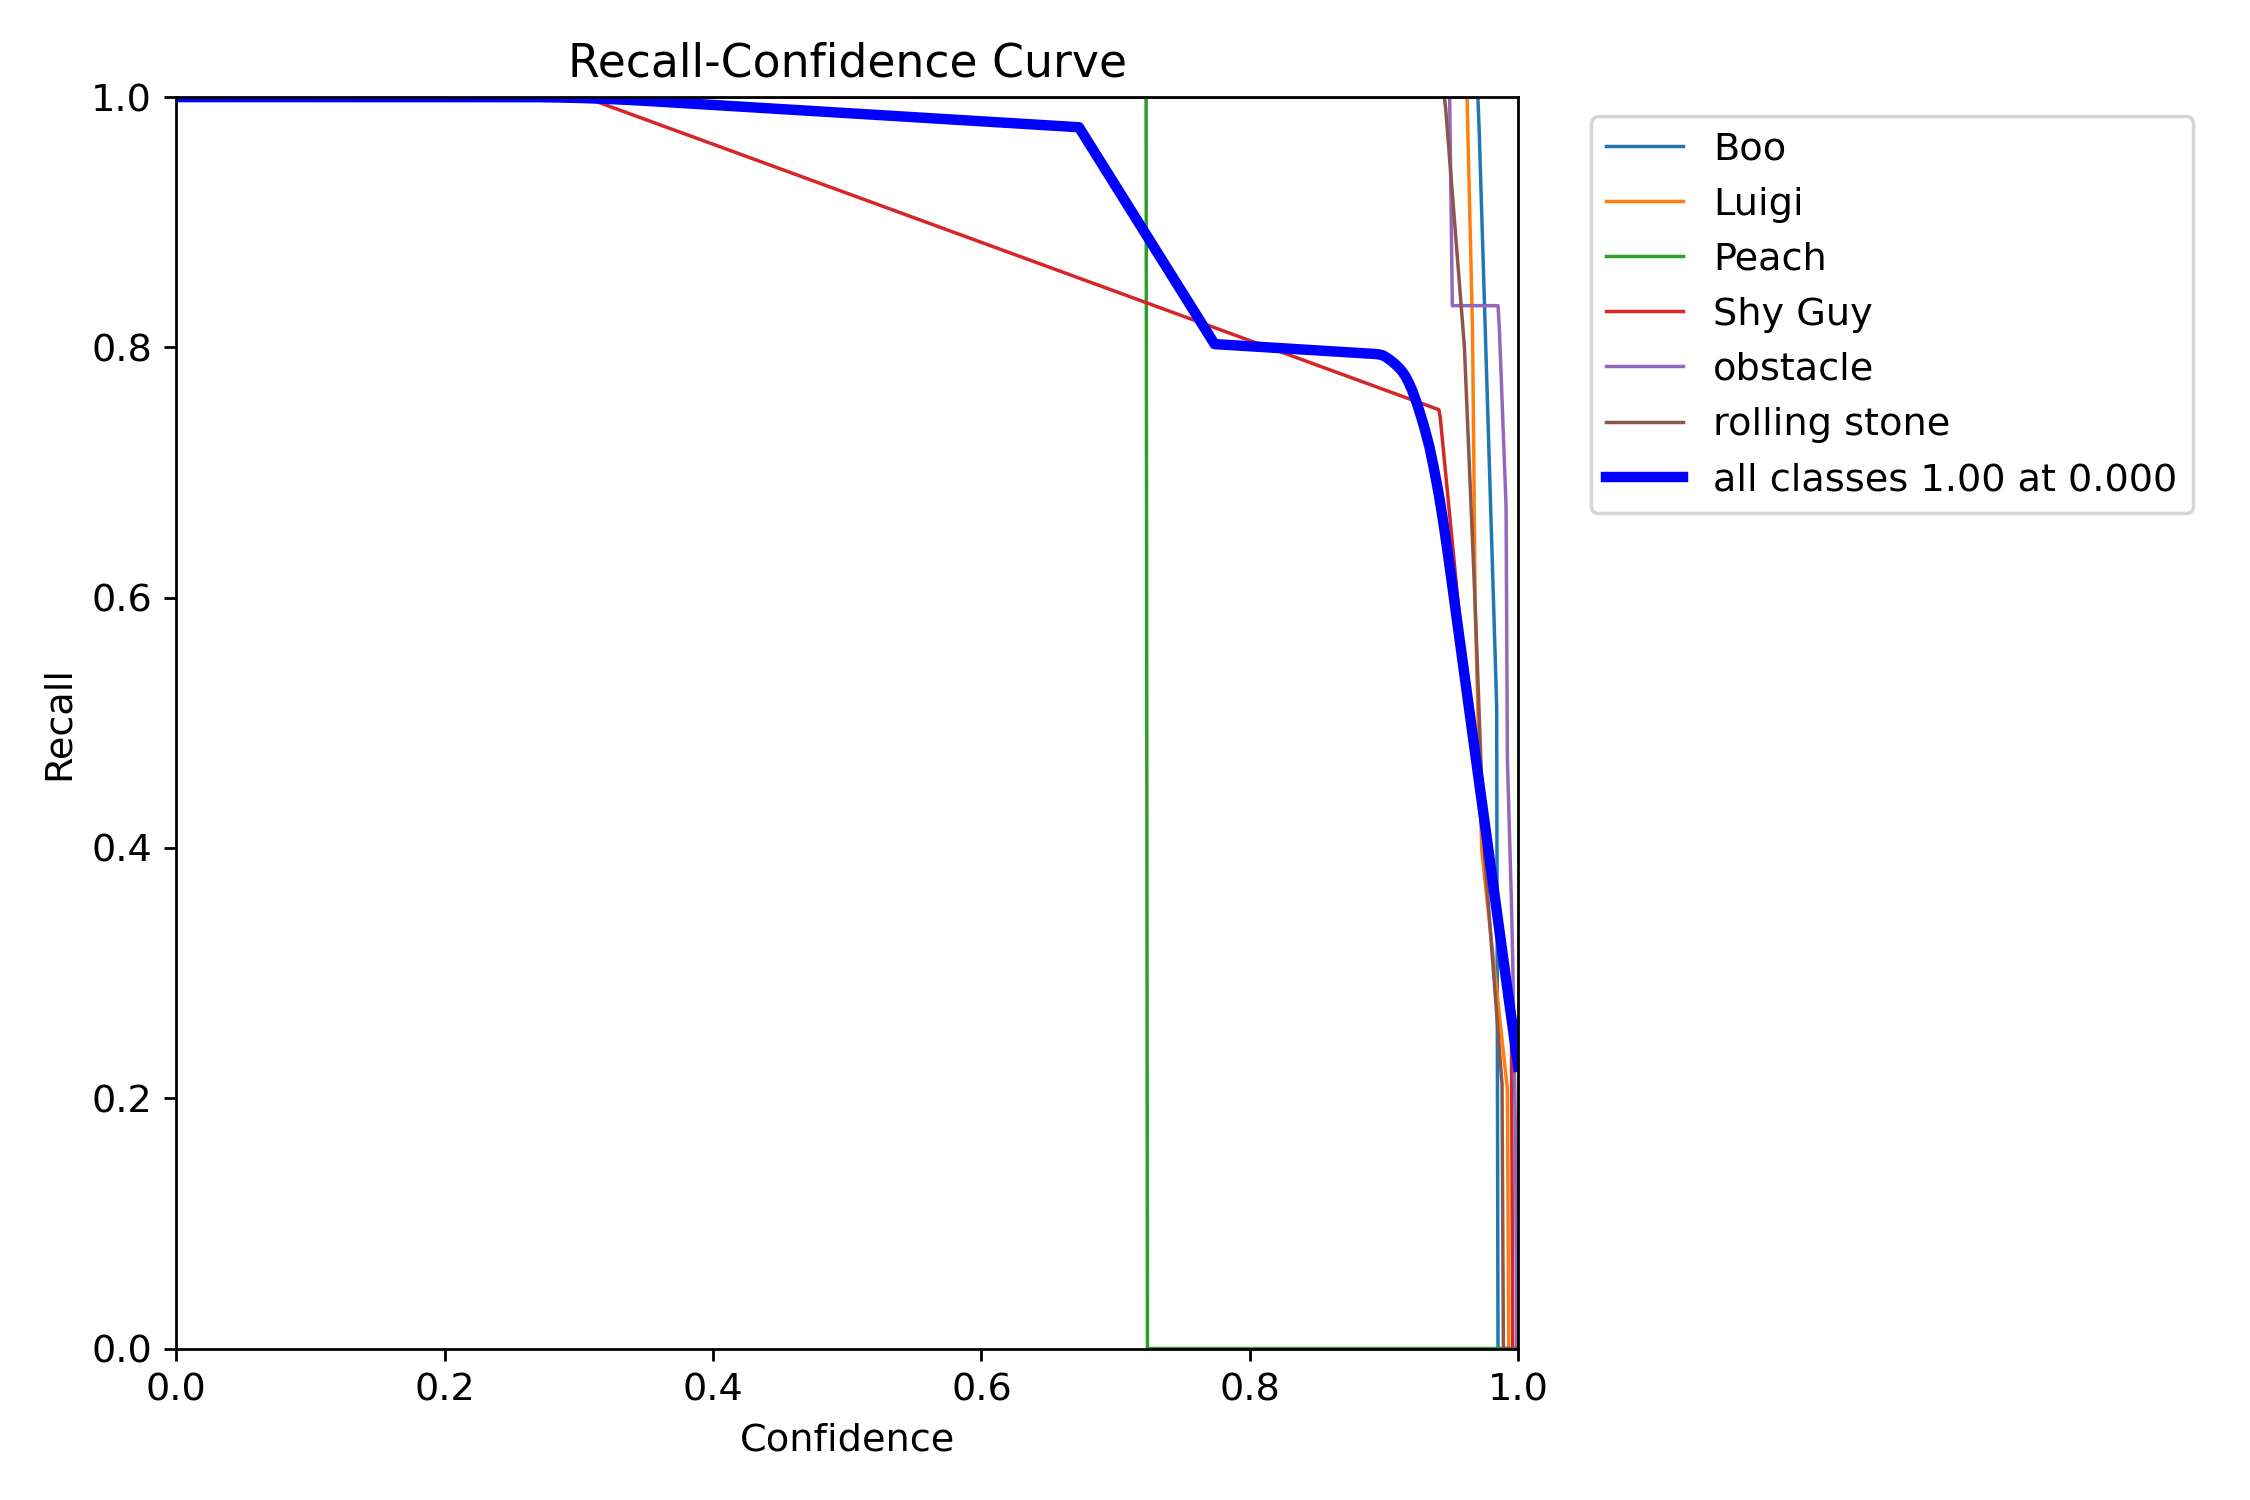 Recall-Confidence Curve
1.0
0.8
0.6
0.4
0.2
0.0
Recall
0.0 0.2 0.4 0.6 0.8 1.0
Confidence
Boo
Luigi
Peach
Shy Guy
obstacle
rolling stone
all classes 1.00 at 0.000